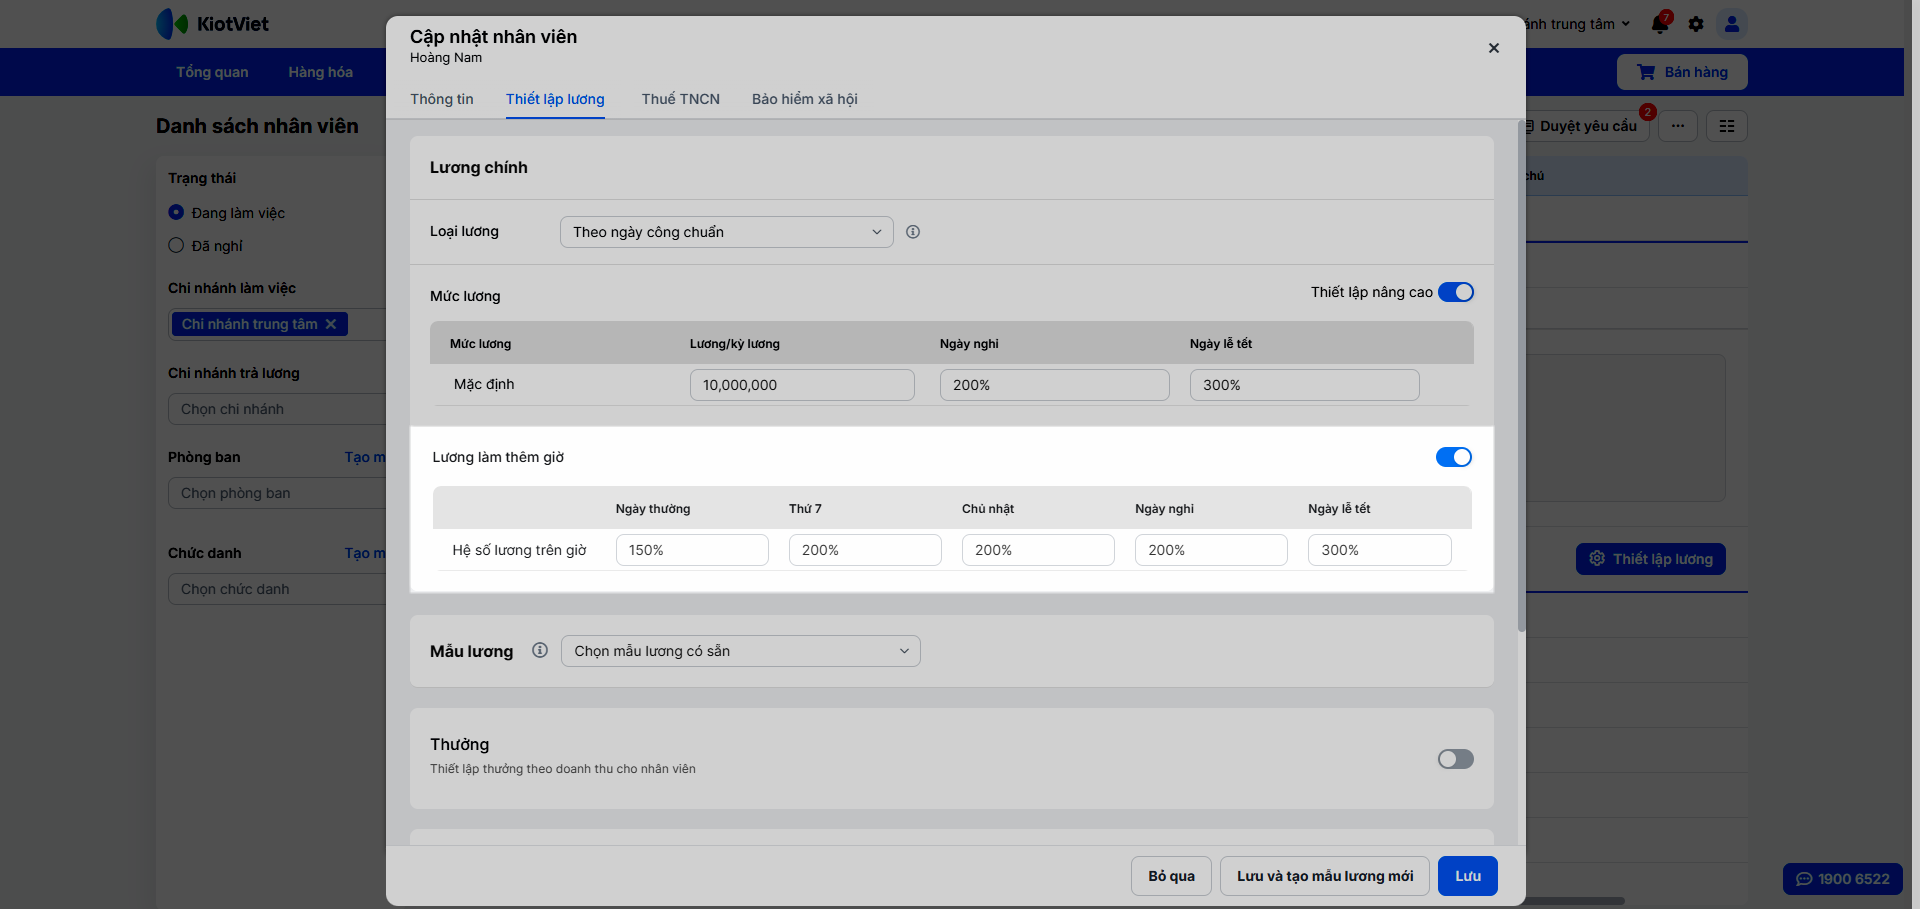 KiotViet
ánh trung tâm
7
Tổng quan
Hàng hóa
Bán hàng
Danh sách nhân viên
Duyệt yêu cầu
2
Trạng thái
Đang làm việc
Đã nghỉ
Chi nhánh làm việc
Chi nhánh trung tâm
Chi nhánh trả lương
Chọn chi nhánh
Phòng ban
Tạo m
Chọn phòng ban
Chức danh
Tạo m
Chọn chức danh
chú
Thiết lập lương
Cập nhật nhân viên
Hoàng Nam
Thông tin
Thiết lập lương
Thuế TNCN
Bảo hiểm xã hội
Lương chính
Loại lương
Theo ngày công chuẩn
Mức lương
Thiết lập nâng cao
Mức lương
Lương/kỳ lương
Ngày nghỉ
Ngày lễ tết
Mặc định
10,000,000
200%
300%
Lương làm thêm giờ
Ngày thường
Thứ 7
Chủ nhật
Ngày nghỉ
Ngày lễ tết
Hệ số lương trên giờ
150%
200%
200%
200%
300%
Mẫu lương
Chọn mẫu lương có sẵn
Thưởng
Thiết lập thưởng theo doanh thu cho nhân viên
Bỏ qua
Lưu và tạo mẫu lương mới
Lưu
1900 6522